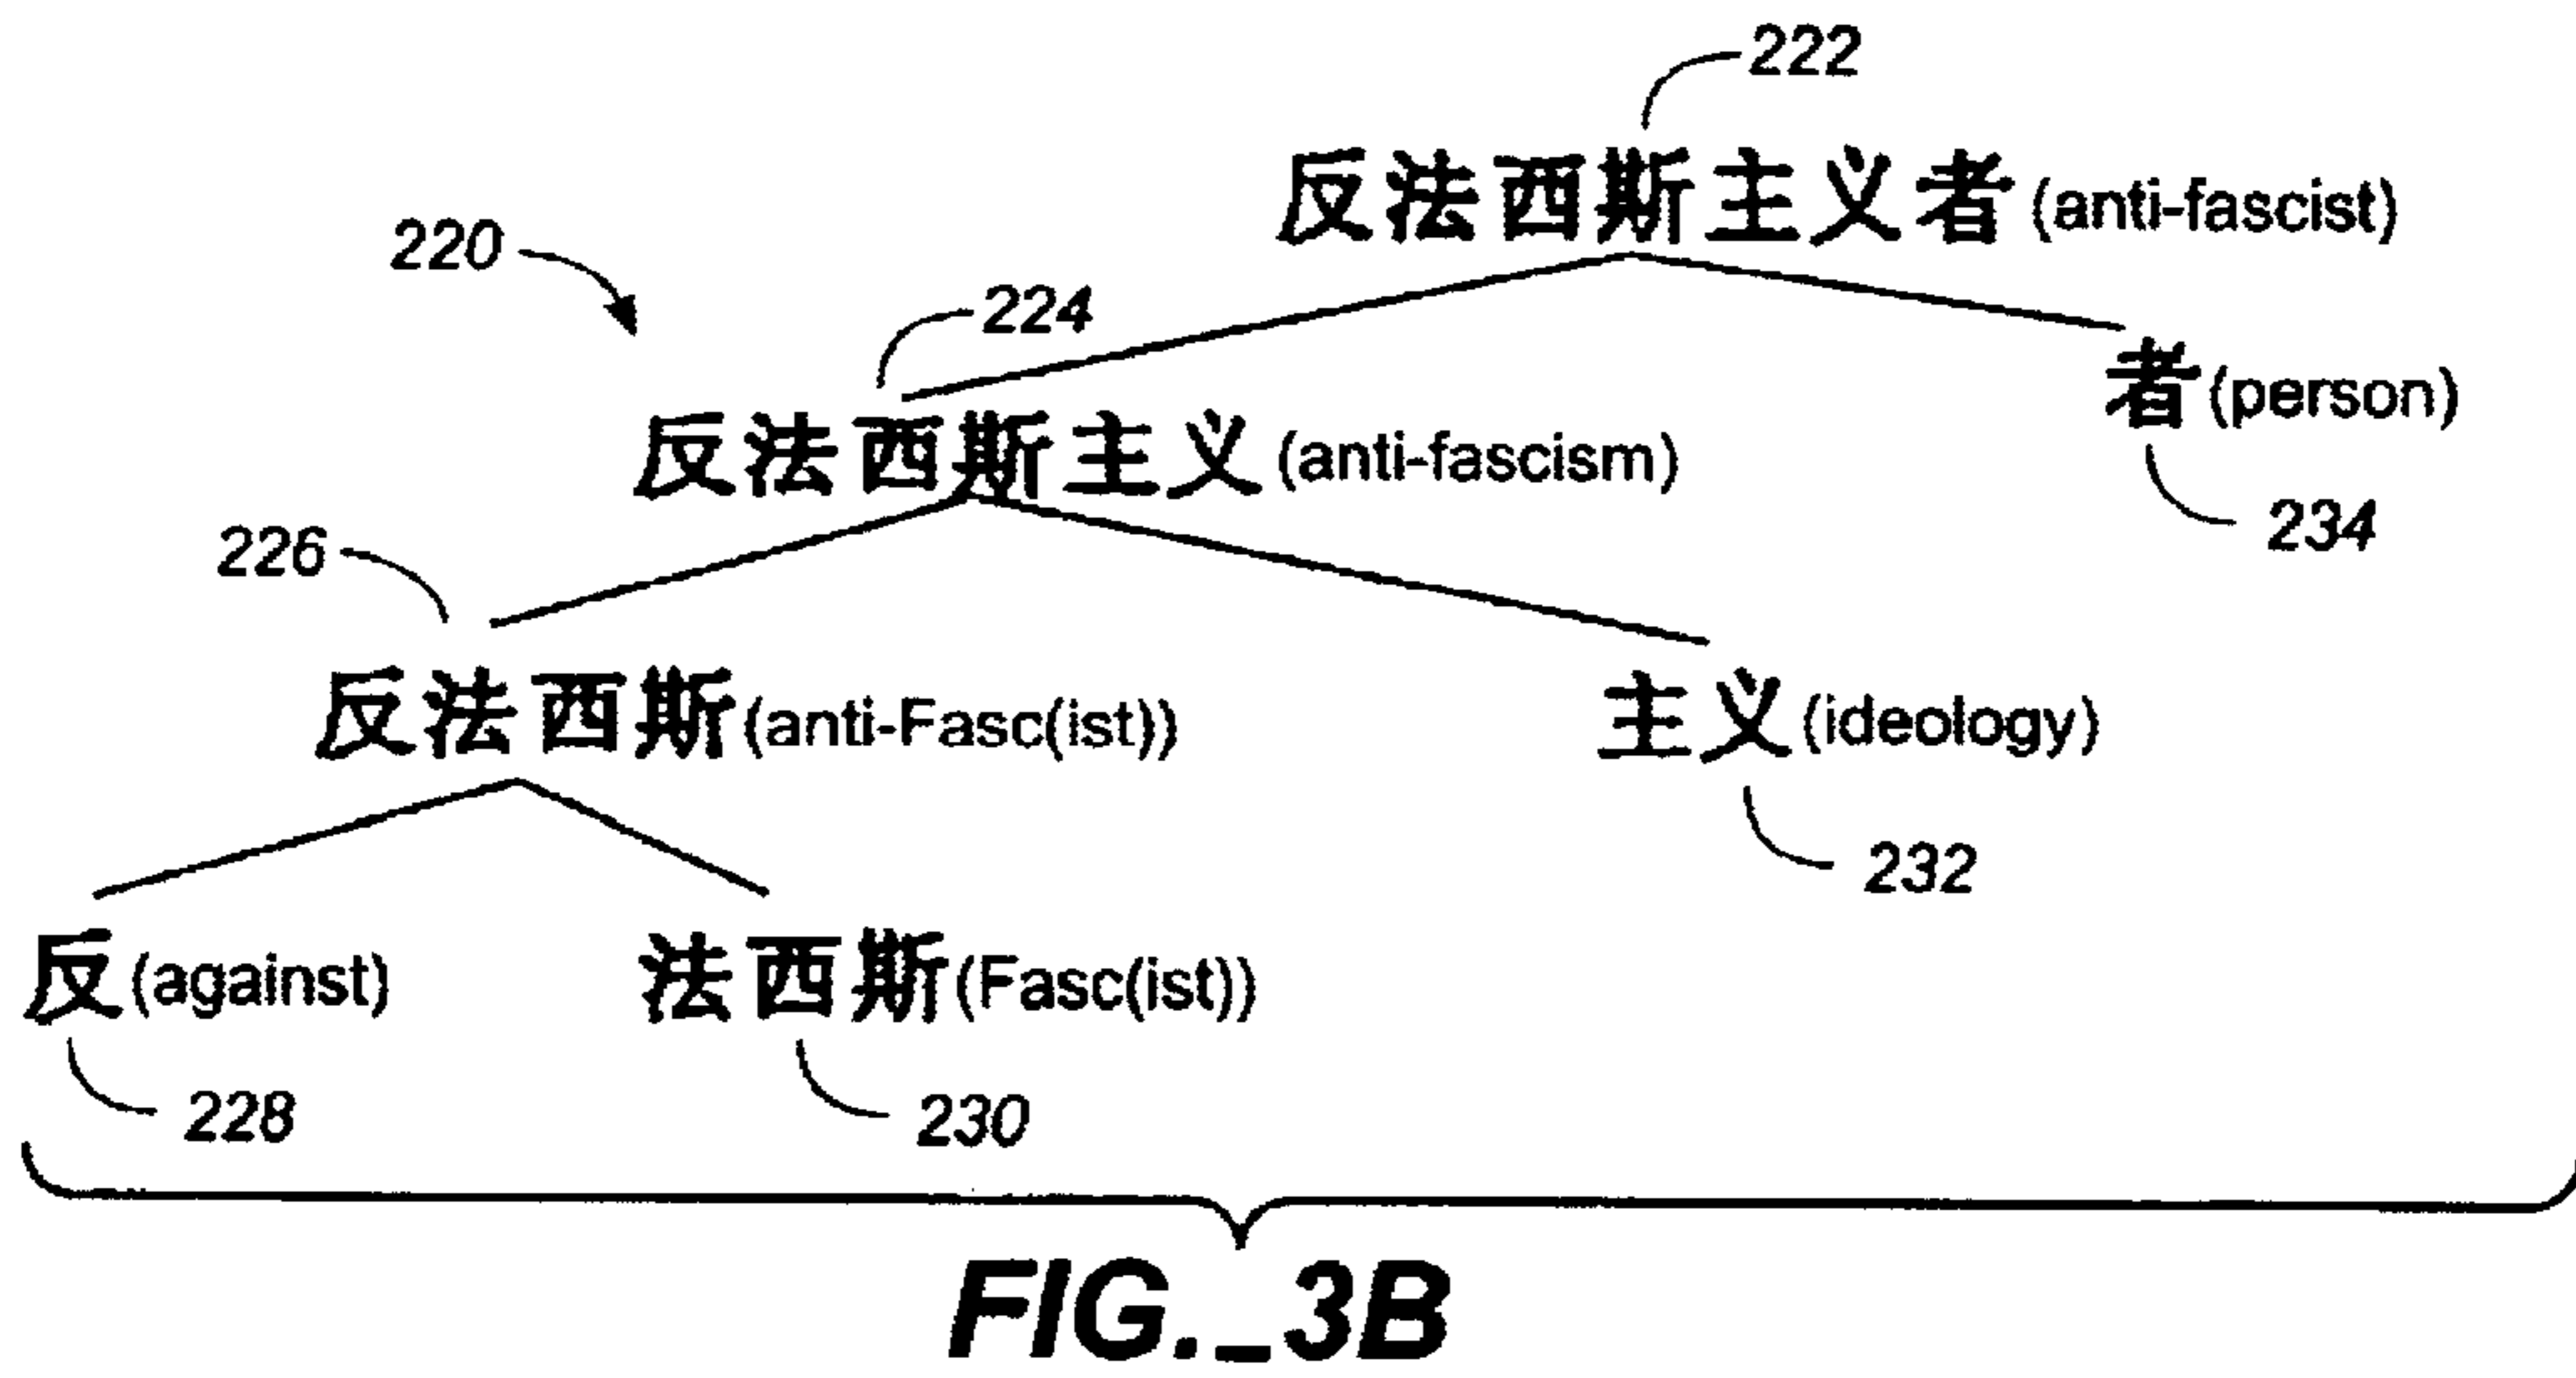 222
反法西斯主义者(anti-fascist)
220
224
者(person)
反法西斯主义(anti-fascism)
234
226
反法西斯(anti-Fasc(ist))
主义(ideology)
232
反(against)
法西斯(Fasc(ist))
228
230
FIG._3B